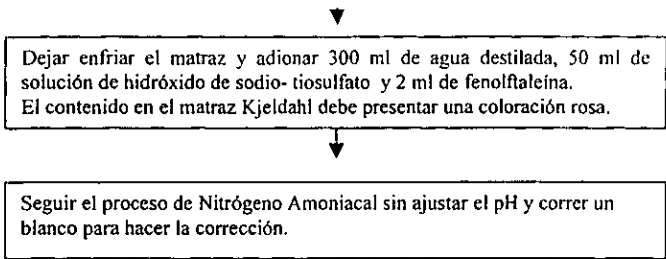 Dejar enfriar el matraz y adionar 300 ml de agua destilada, 50 ml de
solución de hidróxido de sodio- tiosulfato y 2 ml de fenolftaleína.
El contenido en el matraz Kjeldahl debe presentar una coloración rosa.
Seguir el proceso de Nitrógeno Amoniacal sin ajustar el pH y correr un
blanco para hacer la corrección.